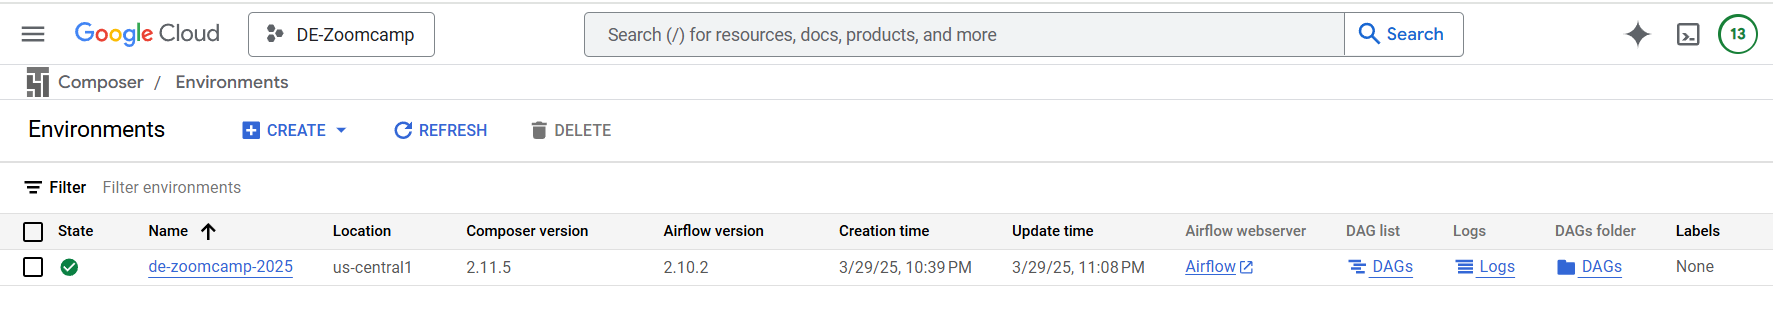 Google Cloud DE-Zoomcamp Search (/) for resources, docs, products, and more Search 13
Composer / Environments
Environments CREATE REFRESH DELETE
Filter Filter environments
State Name Location Composer version Airflow version Creation time Update time Airflow webserver DAG list Logs DAGs folder Labels
de-zoomcamp-2025 us-central1 2.11.5 2.10.2 3/29/25, 10:39 PM 3/29/25, 11:08 PM Airflow DAGs Logs DAGs None